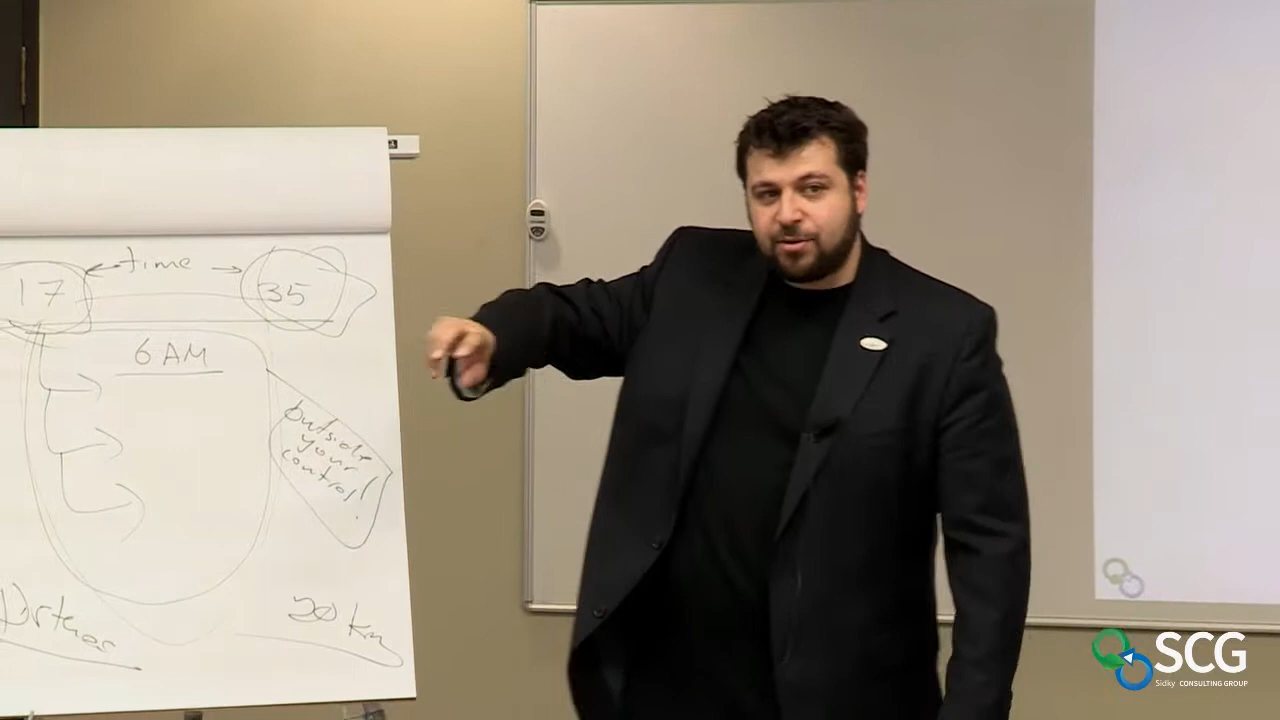 17 time 35
6 AM
outside
your
control!
20 km
SCG
Sidky CONSULTING GROUP